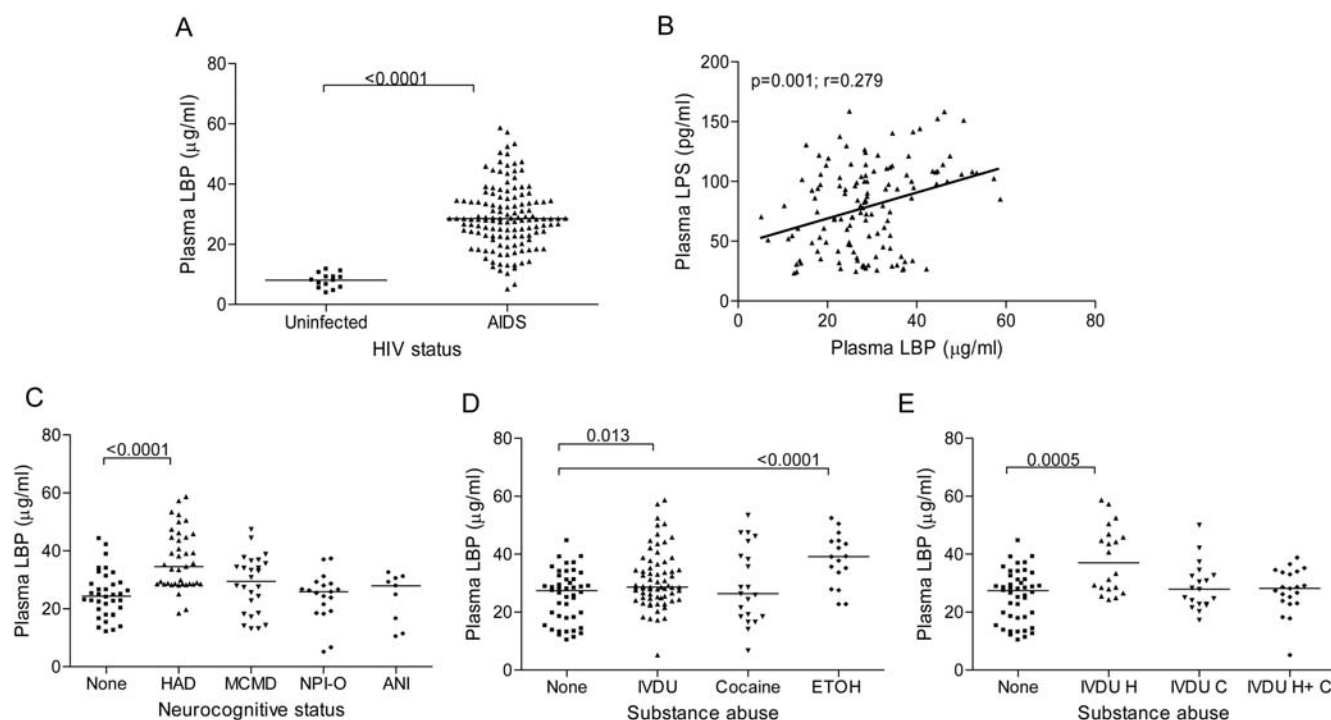 A
<0.0001
Plasma LBP (μg/ml)
80
60
40
20
0
Uninfected AIDS
HIV status
B
p=0.001; r=0.279
Plasma LPS (pg/ml)
200
150
100
50
0
0 20 40 60 80
Plasma LBP (μg/ml)
C
<0.0001
Plasma LBP (μg/ml)
80
60
40
20
0
None HAD MCMD NPI-O ANI
Neurocognitive status
D
0.013
<0.0001
Plasma LBP (μg/ml)
80
60
40
20
0
None IVDU Cocaine ETOH
Substance abuse
E
0.0005
Plasma LBP (μg/ml)
80
60
40
20
0
None IVDU H IVDU C IVDU H+ C
Substance abuse